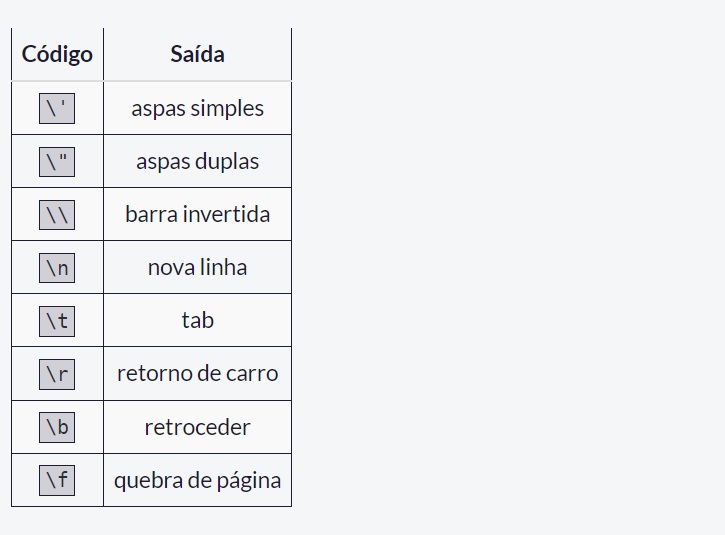 Código Saída
\' aspas simples
\" aspas duplas
\\ barra invertida
\n nova linha
\t tab
\r retorno de carro
\b retroceder
\f quebra de página